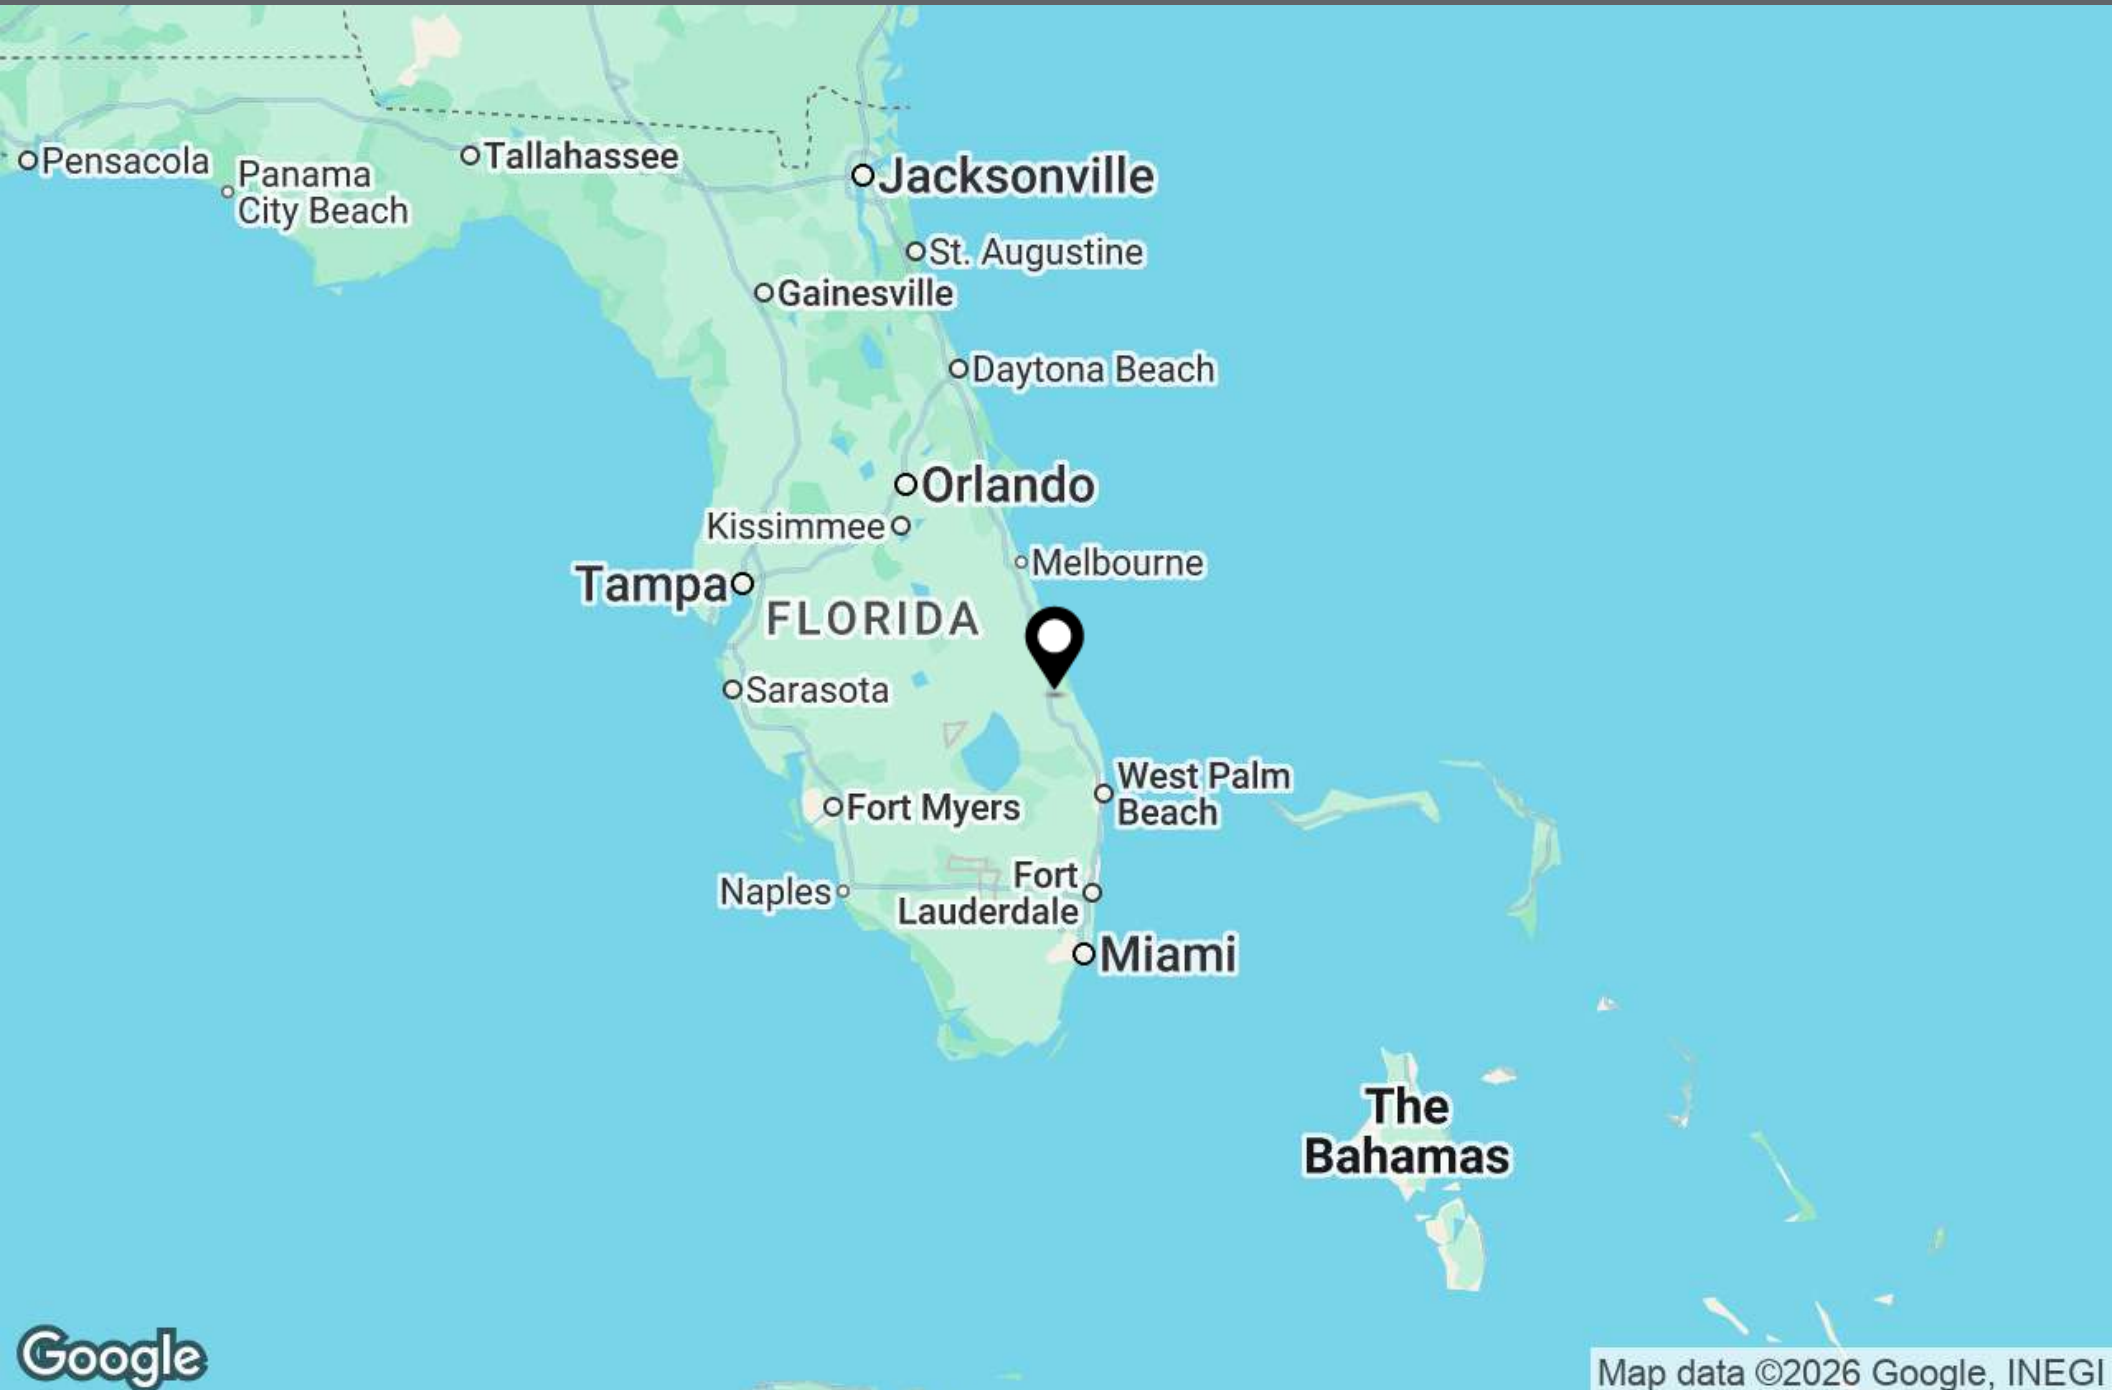 Pensacola
Panama
City Beach
Tallahassee
Jacksonville
St. Augustine
Gainesville
Daytona Beach
Orlando
Kissimmee
Melbourne
Tampa
FLORIDA
Sarasota
West Palm
Beach
Fort Myers
Fort
Lauderdale
Naples
Miami
The
Bahamas
Google
Map data ©2026 Google, INEGI